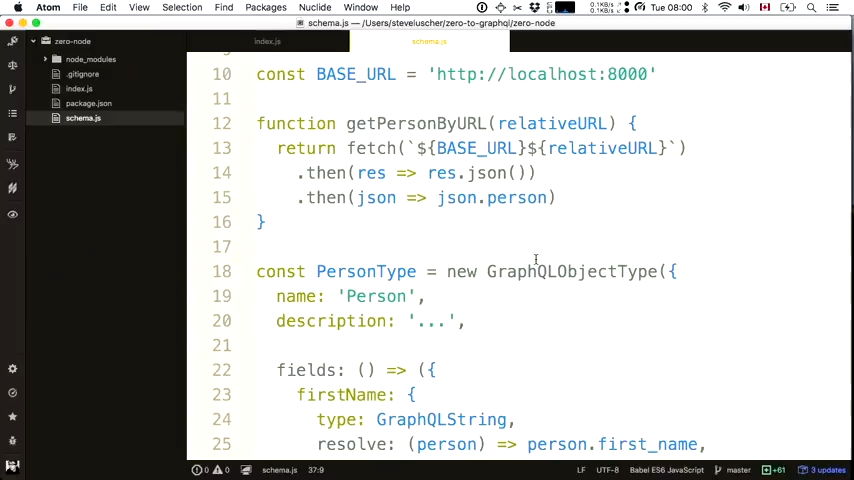 Atom File Edit View Selection Find Packages Nuclide Window Help 0.1KB/s 0.1KB/s Tue 08:00
schema.js — /Users/steveluscher/zero-to-graphql/zero-node
zero-node
node_modules
.gitignore
index.js
package.json
schema.js
index.js schema.js
10 const BASE_URL = 'http://localhost:8000'
11
12 function getPersonByURL(relativeURL) {
13 return fetch(`${BASE_URL}${relativeURL}`)
14 .then(res => res.json())
15 .then(json => json.person)
16 }
17
18 const PersonType = new GraphQLObjectType({
19 name: 'Person',
20 description: '...',
21
22 fields: () => ({
23 firstName: {
24 type: GraphQLString,
25 resolve: (person) => person.first_name,
0 0 schema.js 37:9 LF UTF-8 Babel ES6 JavaScript master +61 3 updates